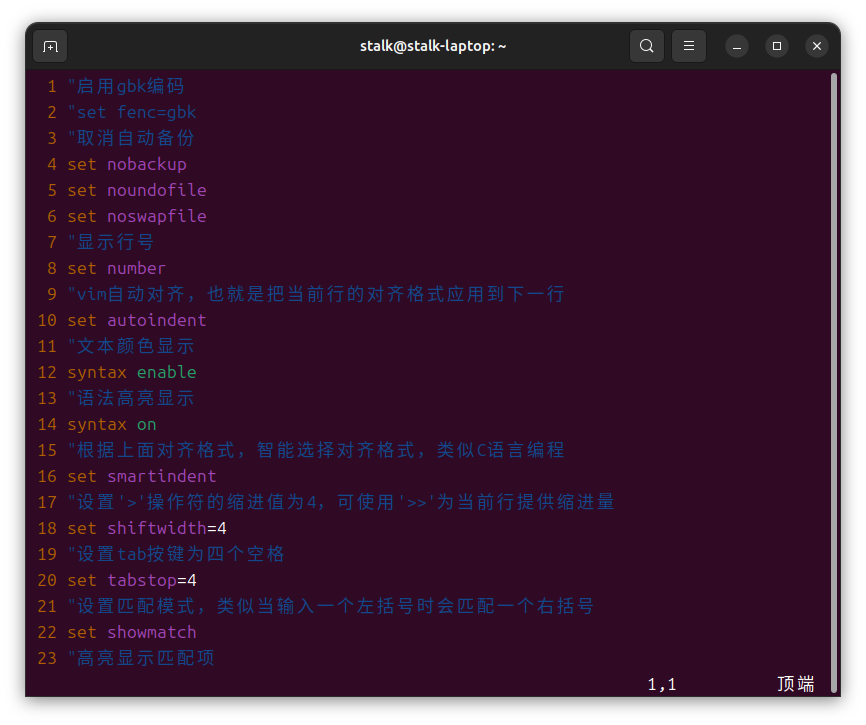 stalk@stalk-laptop: ~
1 "启用gbk编码
2 "set fenc=gbk
3 "取消自动备份
4 set nobackup
5 set noundofile
6 set noswapfile
7 "显示行号
8 set number
9 "vim自动对齐，也就是把当前行的对齐格式应用到下一行
10 set autoindent
11 "文本颜色显示
12 syntax enable
13 "语法高亮显示
14 syntax on
15 "根据上面对齐格式，智能选择对齐格式，类似C语言编程
16 set smartindent
17 "设置'>'操作符的缩进值为4，可使用'>>'为当前行提供缩进量
18 set shiftwidth=4
19 "设置tab按键为四个空格
20 set tabstop=4
21 "设置匹配模式，类似当输入一个左括号时会匹配一个右括号
22 set showmatch
23 "高亮显示匹配项
1,1 顶端